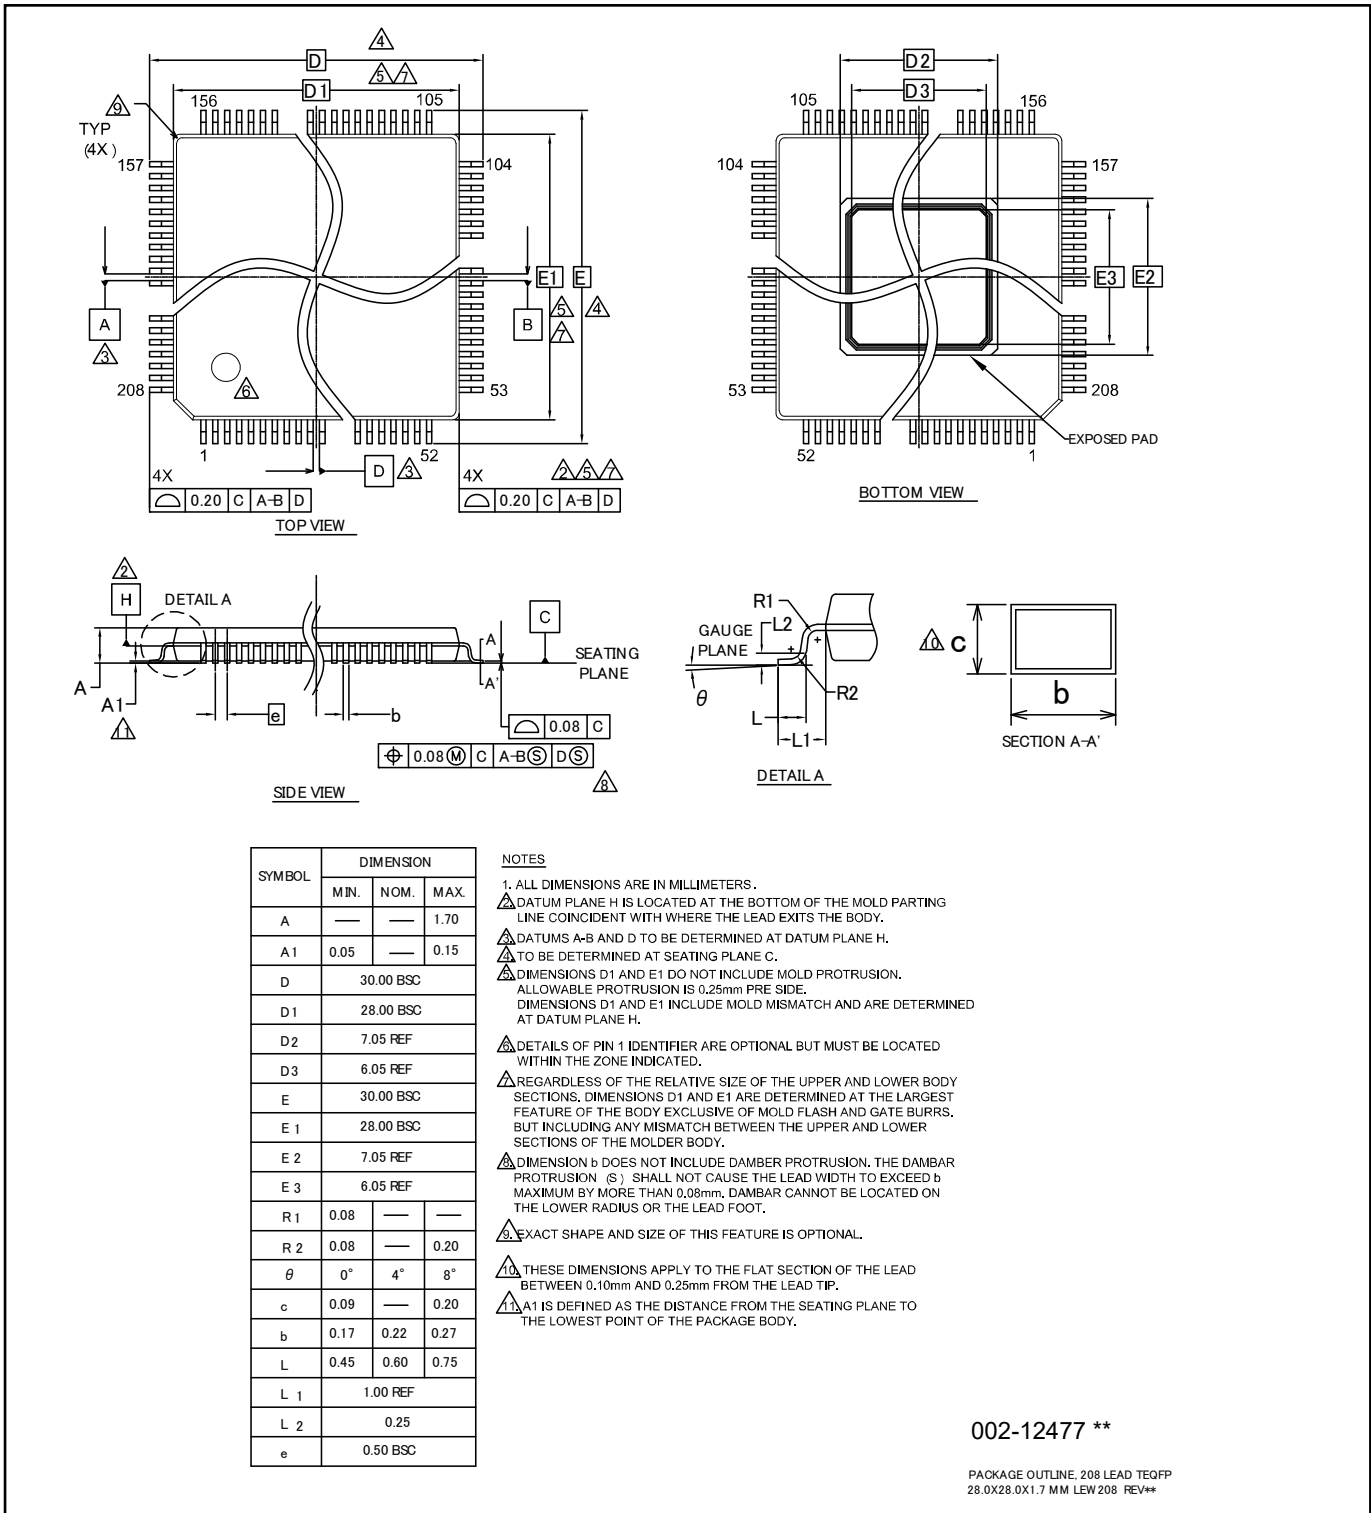 4
D
5 7
D1
156
105
9
TYP
(4X )
157
104
E1
E
A
B
3
5
4
7
208
6
53
1
52
D
3
4X
4X
2 5 7
0.20 C A-B D
0.20 C A-B D
TOP VIEW
D2
D3
105
156
104
157
E3
E2
53
208
EXPOSED PAD
52
1
BOTTOM VIEW
2
H
DETAIL A
C
A
SEATING
PLANE
A'
A
A1
11
e
b
0.08 C
0.08 M C A-B S D S
8
SIDE VIEW
R1
GAUGE
PLANE
L2
θ
R2
L
L1
DETAIL A
10 c
b
SECTION A-A'
SYMBOL DIMENSION
MIN. NOM. MAX.
A — — 1.70
A1 0.05 — 0.15
D 30.00 BSC
D1 28.00 BSC
D2 7.05 REF
D3 6.05 REF
E 30.00 BSC
E 1 28.00 BSC
E 2 7.05 REF
E 3 6.05 REF
R 1 0.08 — —
R 2 0.08 — 0.20
θ 0° 4° 8°
c 0.09 — 0.20
b 0.17 0.22 0.27
L 0.45 0.60 0.75
L 1 1.00 REF
L 2 0.25
e 0.50 BSC
NOTES
1. ALL DIMENSIONS ARE IN MILLIMETERS.
2. DATUM PLANE H IS LOCATED AT THE BOTTOM OF THE MOLD PARTING
LINE COINCIDENT WITH WHERE THE LEAD EXITS THE BODY.
3. DATUMS A-B AND D TO BE DETERMINED AT DATUM PLANE H.
4. TO BE DETERMINED AT SEATING PLANE C.
5. DIMENSIONS D1 AND E1 DO NOT INCLUDE MOLD PROTRUSION.
ALLOWABLE PROTRUSION IS 0.25mm PRE SIDE.
DIMENSIONS D1 AND E1 INCLUDE MOLD MISMATCH AND ARE DETERMINED
AT DATUM PLANE H.
6. DETAILS OF PIN 1 IDENTIFIER ARE OPTIONAL BUT MUST BE LOCATED
WITHIN THE ZONE INDICATED.
7. REGARDLESS OF THE RELATIVE SIZE OF THE UPPER AND LOWER BODY
SECTIONS. DIMENSIONS D1 AND E1 ARE DETERMINED AT THE LARGEST
FEATURE OF THE BODY EXCLUSIVE OF MOLD FLASH AND GATE BURRS.
BUT INCLUDING ANY MISMATCH BETWEEN THE UPPER AND LOWER
SECTIONS OF THE MOLDER BODY.
8. DIMENSION b DOES NOT INCLUDE DAMBER PROTRUSION. THE DAMBAR
PROTRUSION (S) SHALL NOT CAUSE THE LEAD WIDTH TO EXCEED b
MAXIMUM BY MORE THAN 0.08mm. DAMBAR CANNOT BE LOCATED ON
THE LOWER RADIUS OR THE LEAD FOOT.
9. EXACT SHAPE AND SIZE OF THIS FEATURE IS OPTIONAL.
10. THESE DIMENSIONS APPLY TO THE FLAT SECTION OF THE LEAD
BETWEEN 0.10mm AND 0.25mm FROM THE LEAD TIP.
11. A1 IS DEFINED AS THE DISTANCE FROM THE SEATING PLANE TO
THE LOWEST POINT OF THE PACKAGE BODY.
002-12477 **
PACKAGE OUTLINE, 208 LEAD TEQFP
28.0X28.0X1.7 MM LEW208 REV**